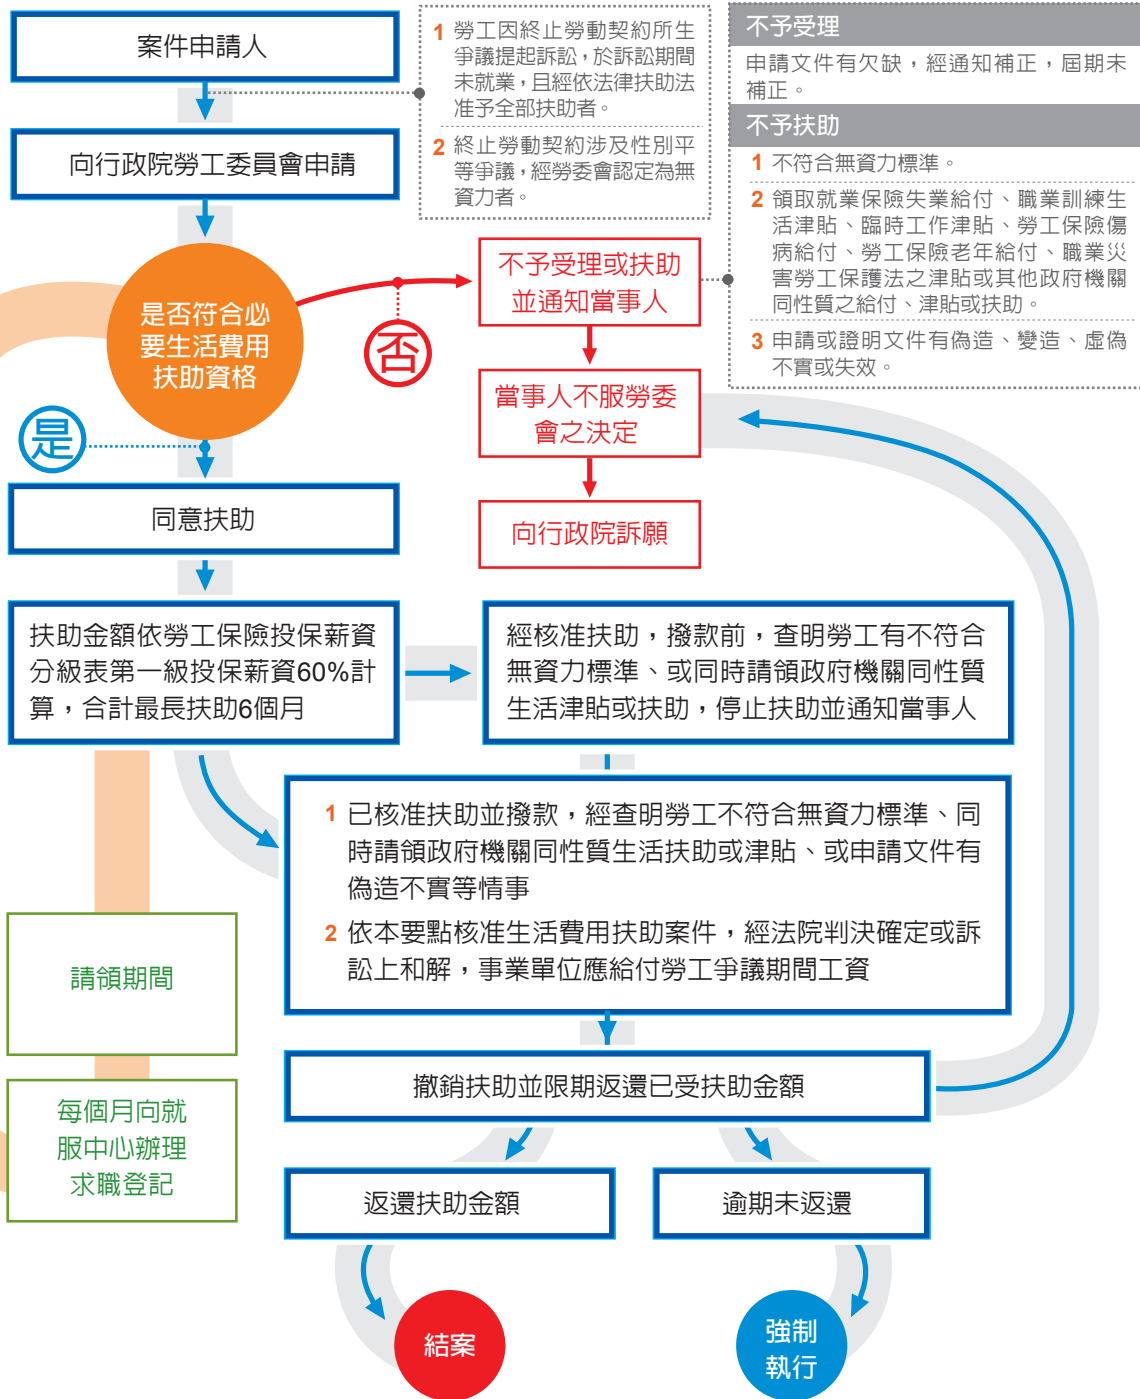 案件申請人
1 勞工因終止勞動契約所生
爭議提起訴訟，於訴訟期間
未就業，且經依法律扶助法
准予全部扶助者。
2 終止勞動契約涉及性別平
等爭議，經勞委會認定為無
資力者。
不予受理
申請文件有欠缺，經通知補正，屆期未
補正。
不予扶助
1 不符合無資力標準。
2 領取就業保險失業給付、職業訓練生
活津貼、臨時工作津貼、勞工保險傷
病給付、勞工保險老年給付、職業災
害勞工保護法之津貼或其他政府機關
同性質之給付、津貼或扶助。
3 申請或證明文件有偽造、變造、虛偽
不實或失效。
向行政院勞工委員會申請
是否符合必
要生活費用
扶助資格
否
不予受理或扶助
並通知當事人
當事人不服勞委
會之決定
向行政院訴願
是
同意扶助
扶助金額依勞工保險投保薪資
分級表第一級投保薪資60%計
算，合計最長扶助6個月
經核准扶助，撥款前，查明勞工有不符合
無資力標準、或同時請領政府機關同性質
生活津貼或扶助，停止扶助並通知當事人
1 已核准扶助並撥款，經查明勞工不符合無資力標準、同
時請領政府機關同性質生活扶助或津貼、或申請文件有
偽造不實等情事
2 依本要點核准生活費用扶助案件，經法院判決確定或訴
訟上和解，事業單位應給付勞工爭議期間工資
請領期間
每個月向就
服中心辦理
求職登記
撤銷扶助並限期返還已受扶助金額
返還扶助金額
逾期未返還
結案
強制
執行